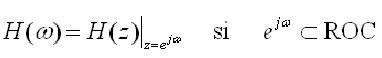 H(ω) = H(z)|_{z=e^{jω}} si e^{jω} ⊂ ROC